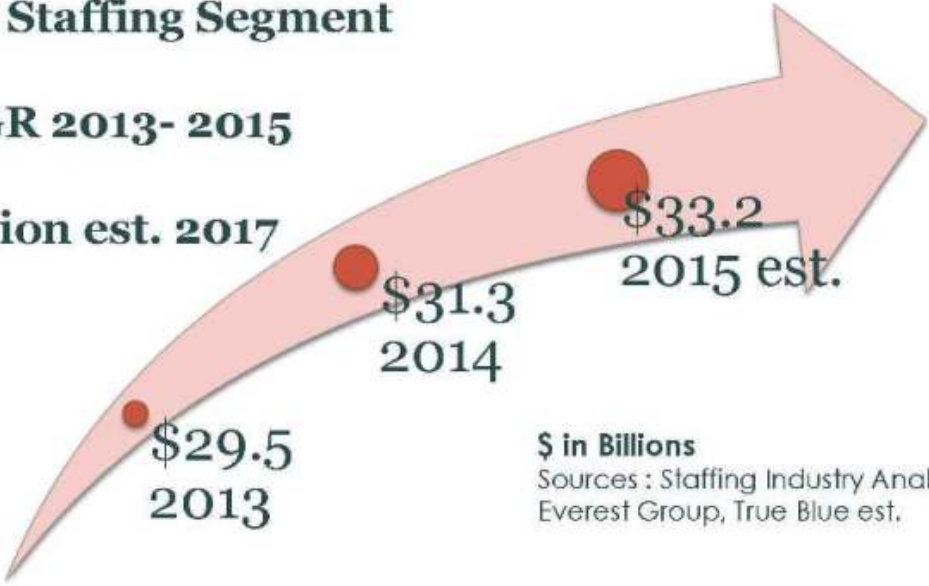 Staffing Segment
GR 2013- 2015
ion est. 2017
$33.2
2015 est.
$31.3
2014
$29.5
2013
$ in Billions
Sources : Staffing Industry Anal
Everest Group, True Blue est.